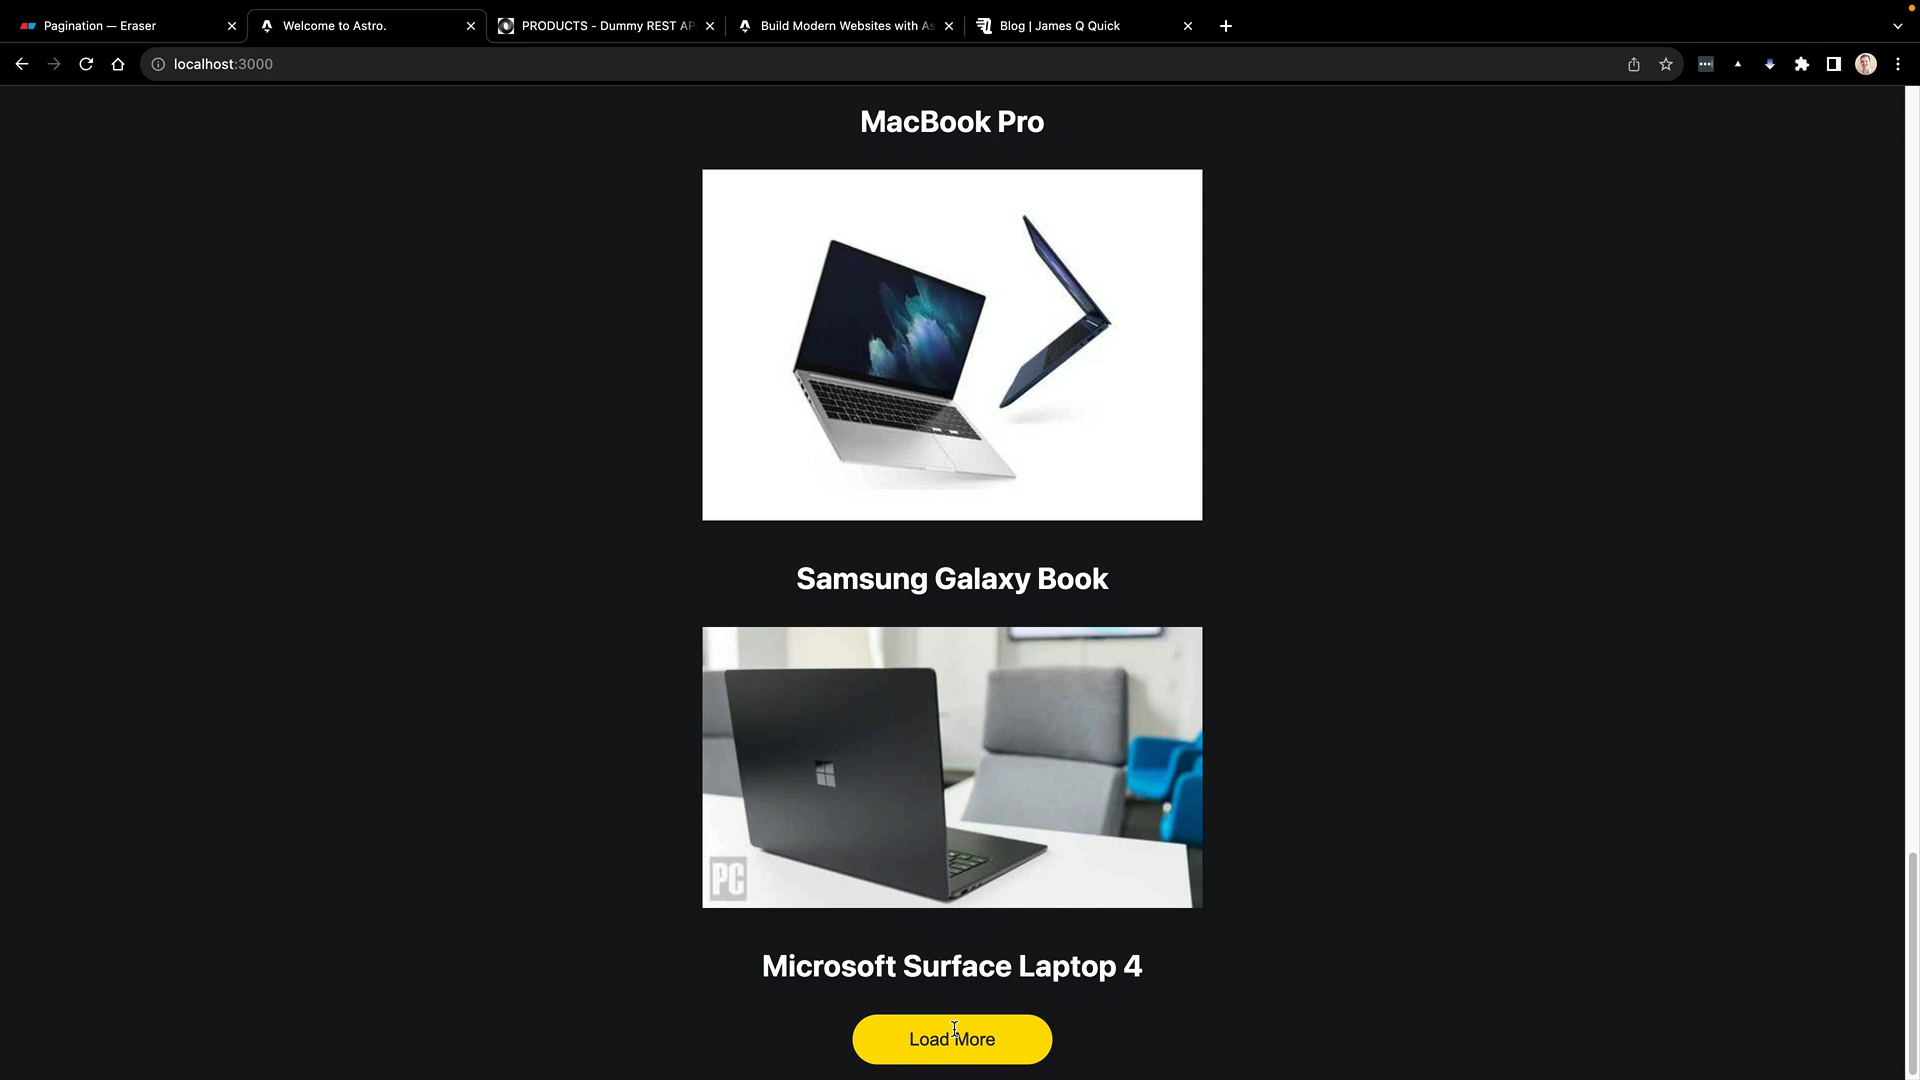 Pagination — Eraser
Welcome to Astro.
PRODUCTS - Dummy REST AP
Build Modern Websites with As
Blog | James Q Quick
localhost:3000
MacBook Pro
Samsung Galaxy Book
PC
Microsoft Surface Laptop 4
Load More